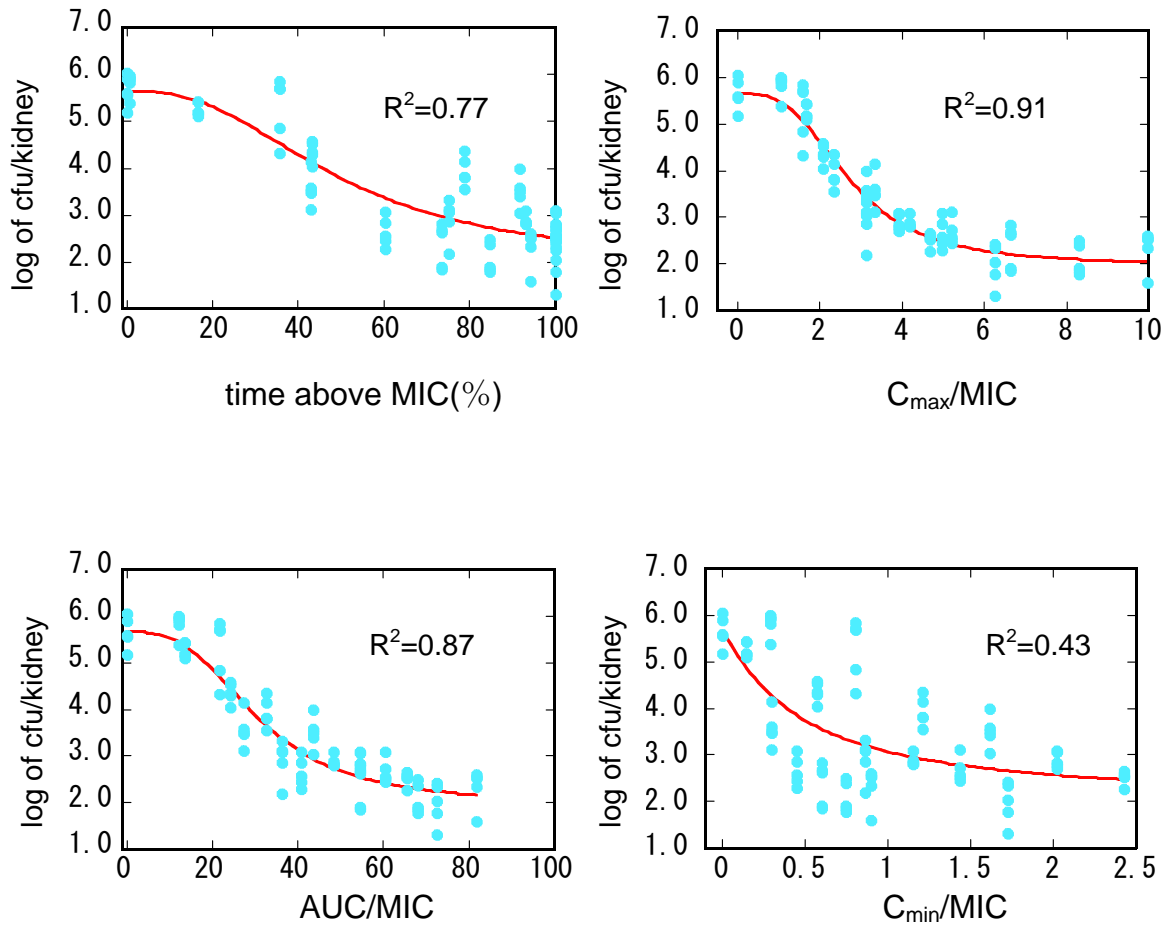 7.0
6.0
5.0
4.0
3.0
2.0
1.0
log of cfu/kidney
R²=0.77
0 20 40 60 80 100
time above MIC(%)
7.0
6.0
5.0
4.0
3.0
2.0
1.0
log of cfu/kidney
R²=0.91
0 2 4 6 8 10
Cmax/MIC
7.0
6.0
5.0
4.0
3.0
2.0
1.0
log of cfu/kidney
R²=0.87
0 20 40 60 80 100
AUC/MIC
7.0
6.0
5.0
4.0
3.0
2.0
1.0
log of cfu/kidney
R²=0.43
0 0.5 1 1.5 2 2.5
Cmin/MIC